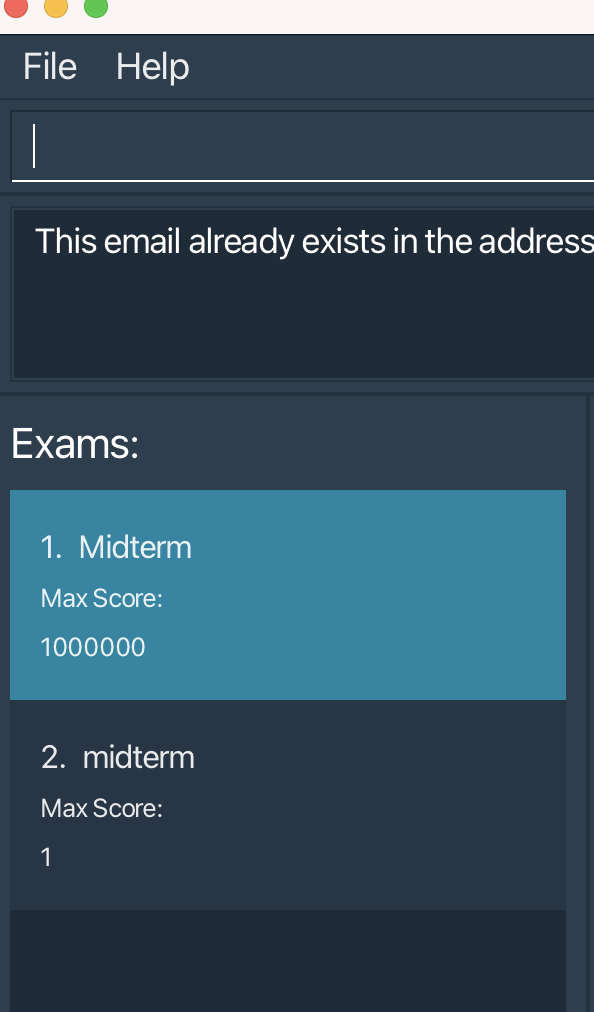 File Help
This email already exists in the address
Exams:
1. Midterm
Max Score:
1000000
2. midterm
Max Score:
1